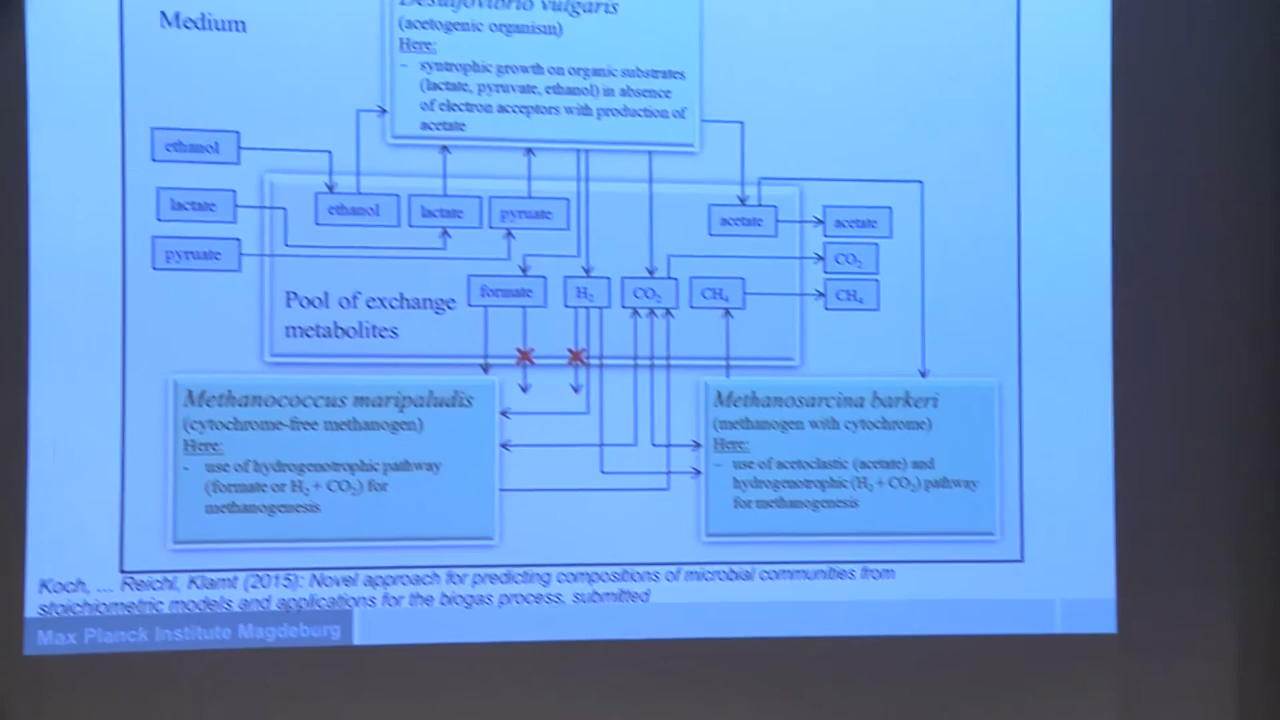 Desulfovibrio vulgaris
Medium
(acetogenic organism)
Here:
- syntrophic growth on organic substrates
(lactate, pyruvate, ethanol) in absence
of electron acceptors with production of
acetate
ethanol
lactate
pyruate
ethanol
lactate
pyruate
acetate
acetate
CO₂
CH₄
formate
H₂
CO₂
CH₄
Pool of exchange
metabolites
Methanococcus maripaludis
(cytochrome-free methanogen)
Here:
- use of hydrogenotrophic pathway
(formate or H₂ + CO₂) for
methanogenesis
Methanosarcina barkeri
(methanogen with cytochrome)
Here:
- use of acetoclastic (acetate) and
hydrogenotrophic (H₂ + CO₂) pathway
for methanogenesis
Koch, ... Reichl, Klamt (2015): Novel approach for predicting compositions of microbial communities from
stoichiometric models and applications for the biogas process, submitted
Max Planck Institute Magdeburg